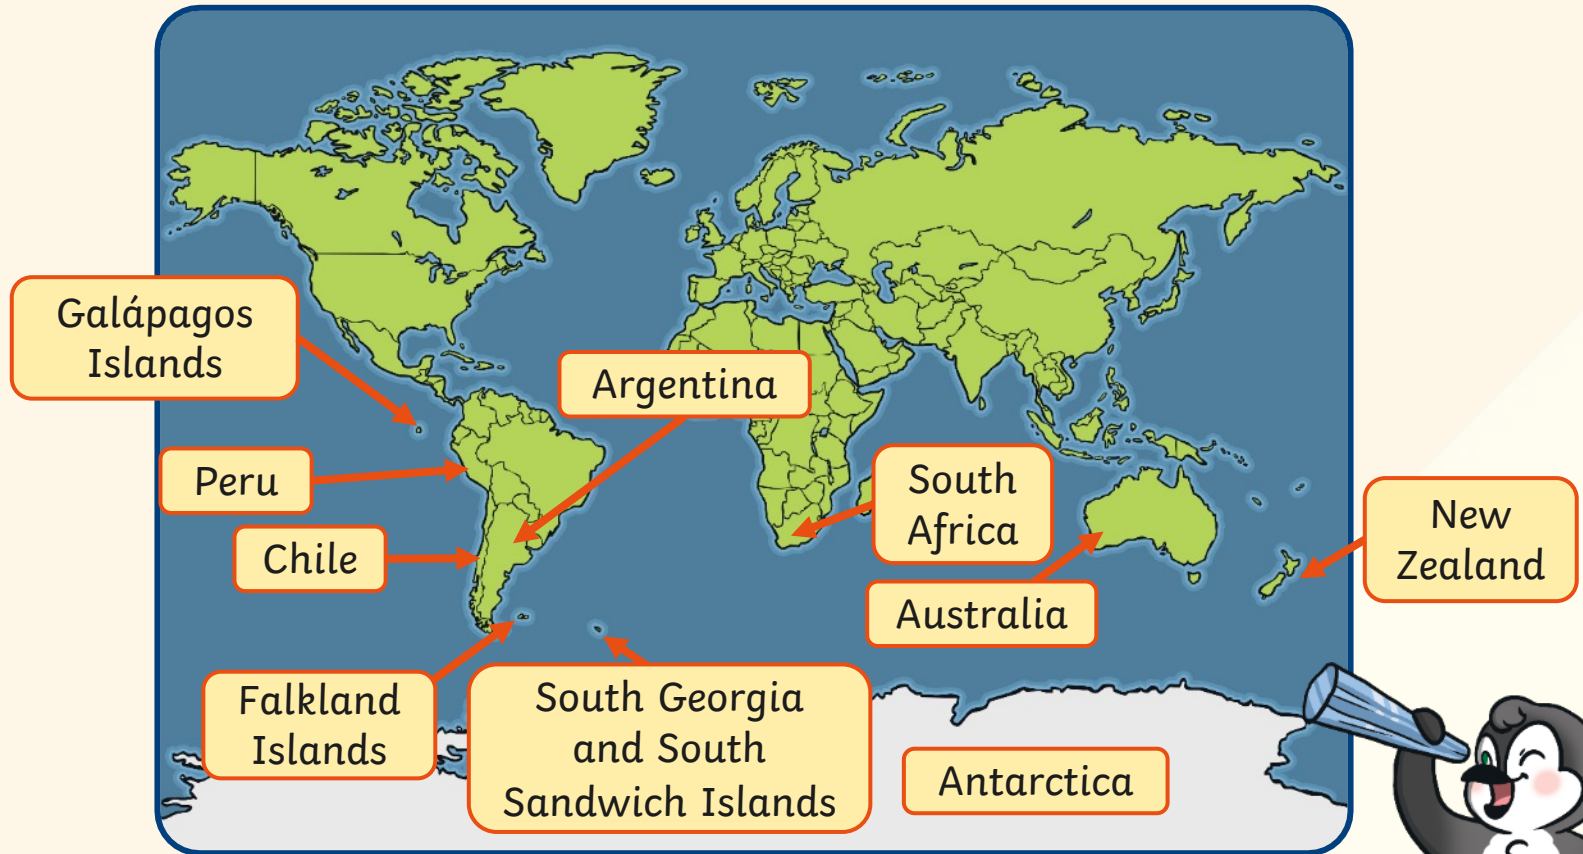 Galápagos
Islands
Argentina
Peru
South
Africa
New
Zealand
Chile
Australia
Falkland
Islands
South Georgia
and South
Sandwich Islands
Antarctica